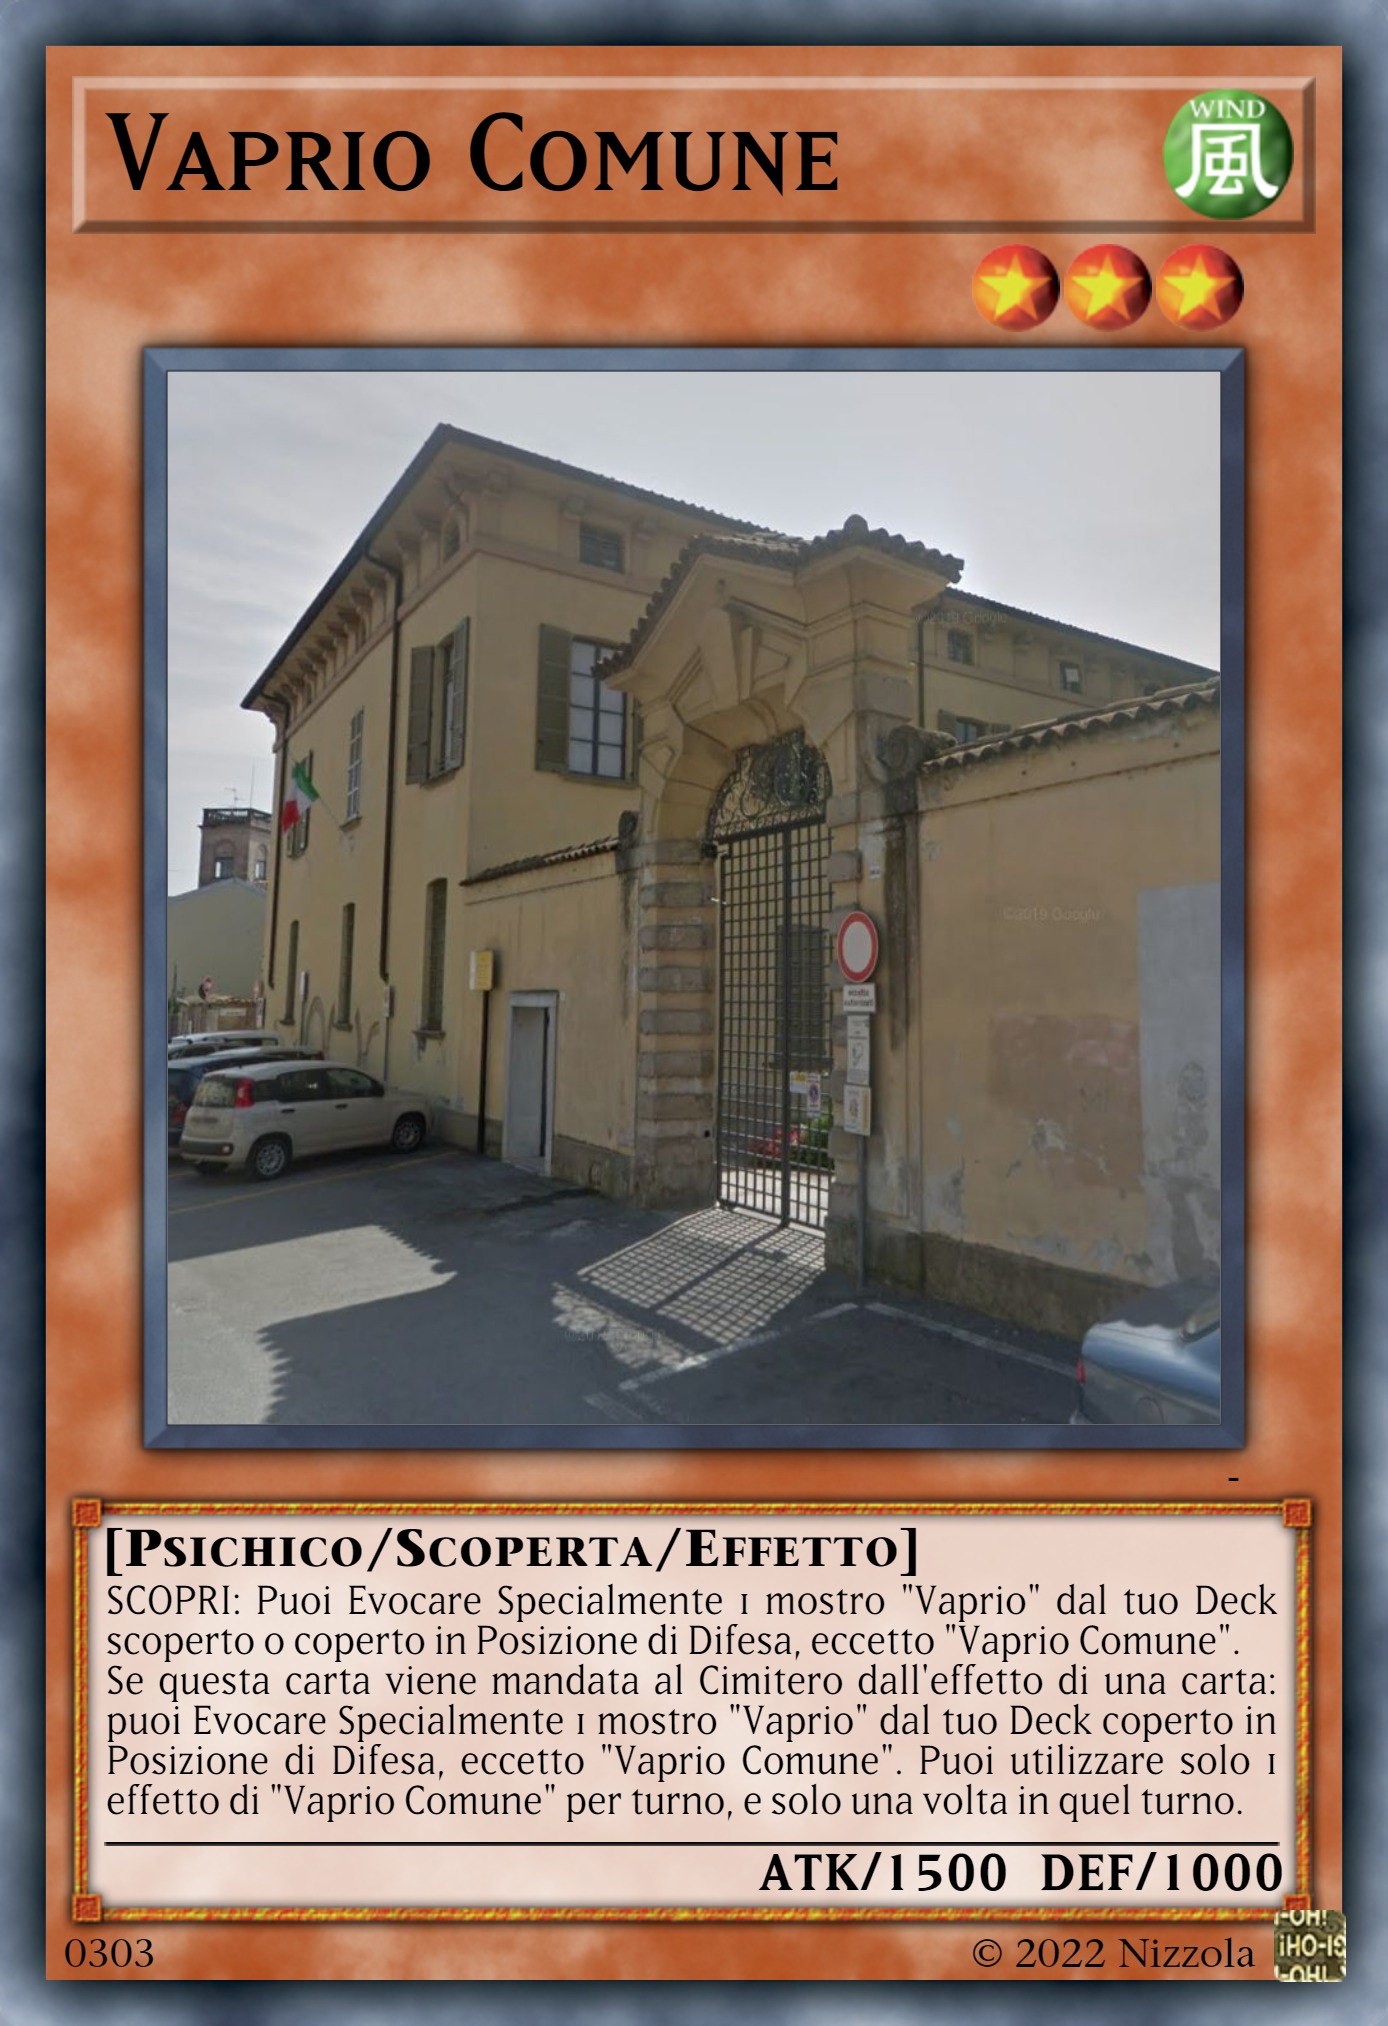 Vaprio Comune
WIND
風
©2019 Google
©2019 Google
-
[Psichico/Scoperta/Effetto]
SCOPRI: Puoi Evocare Specialmente 1 mostro "Vaprio" dal tuo Deck
scoperto o coperto in Posizione di Difesa, eccetto "Vaprio Comune".
Se questa carta viene mandata al Cimitero dall'effetto di una carta:
puoi Evocare Specialmente 1 mostro "Vaprio" dal tuo Deck coperto in
Posizione di Difesa, eccetto "Vaprio Comune". Puoi utilizzare solo 1
effetto di "Vaprio Comune" per turno, e solo una volta in quel turno.
ATK/1500 DEF/1000
0303
© 2022 Nizzola